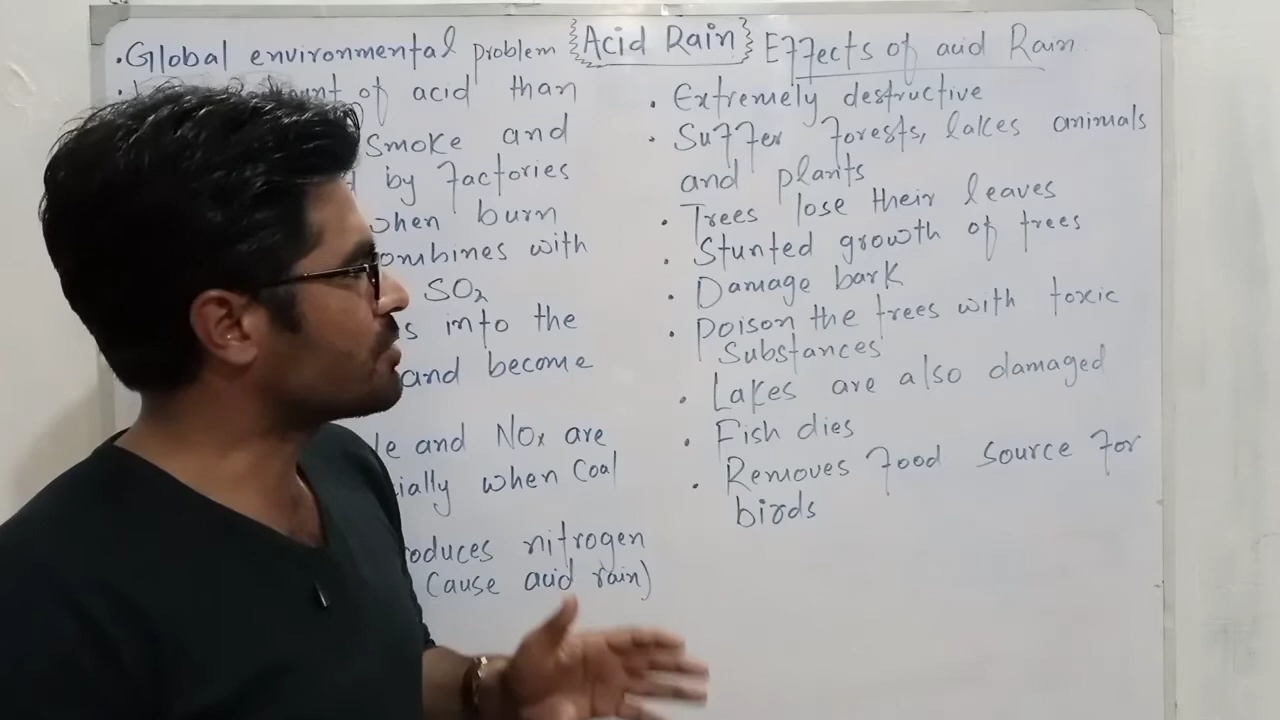 Acid Rain
• Global environmental problem
of acid than
Smoke and
by factories
when burn
combines with
SO₂
into the
and become
and NOx are
when Coal
nitrogen
(cause acid rain)
Effects of acid Rain
• Extremely destructive
• Suffer forests, lakes animals
and plants
• Trees lose their leaves
• Stunted growth of trees
• Damage bark
• Poison the trees with toxic
Substances
• Lakes are also damaged
• Fish dies
• Removes food source for
birds